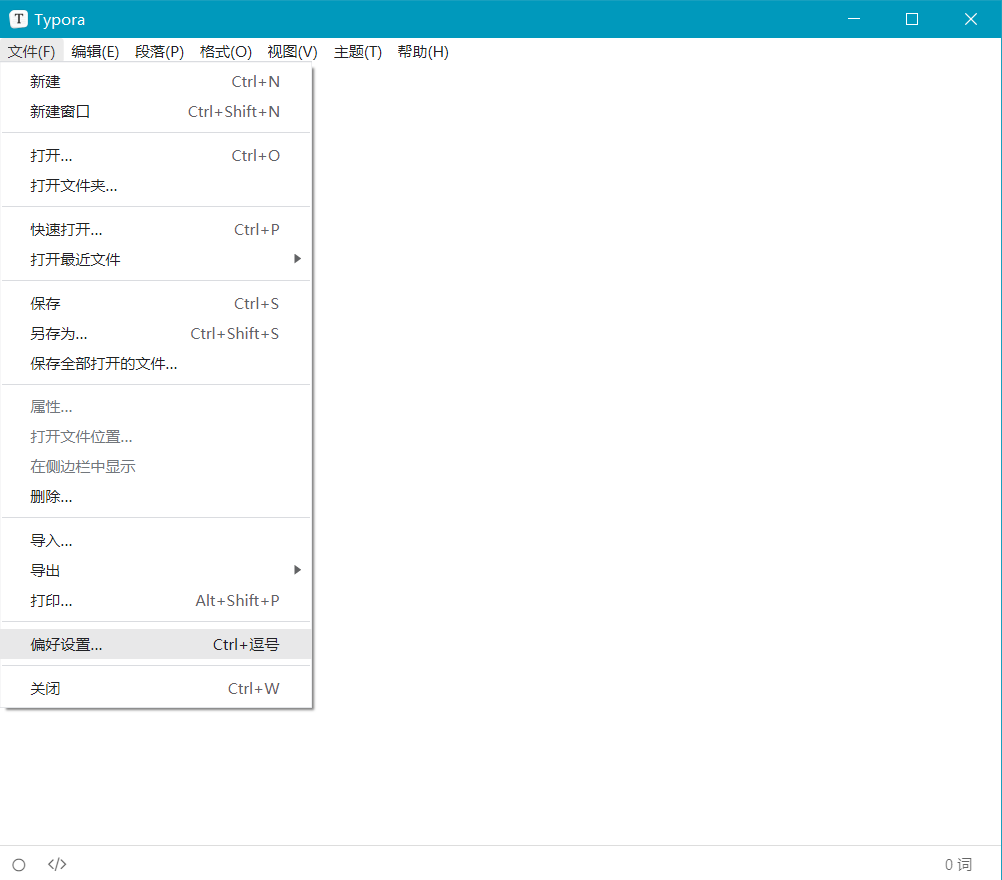 T Typora
文件(F) 编辑(E) 段落(P) 格式(O) 视图(V) 主题(T) 帮助(H)
新建 Ctrl+N
新建窗口 Ctrl+Shift+N
打开... Ctrl+O
打开文件夹...
快速打开... Ctrl+P
打开最近文件
保存 Ctrl+S
另存为... Ctrl+Shift+S
保存全部打开的文件...
属性...
打开文件位置...
在侧边栏中显示
删除...
导入...
导出
打印... Alt+Shift+P
偏好设置... Ctrl+逗号
关闭 Ctrl+W
</> 0 词